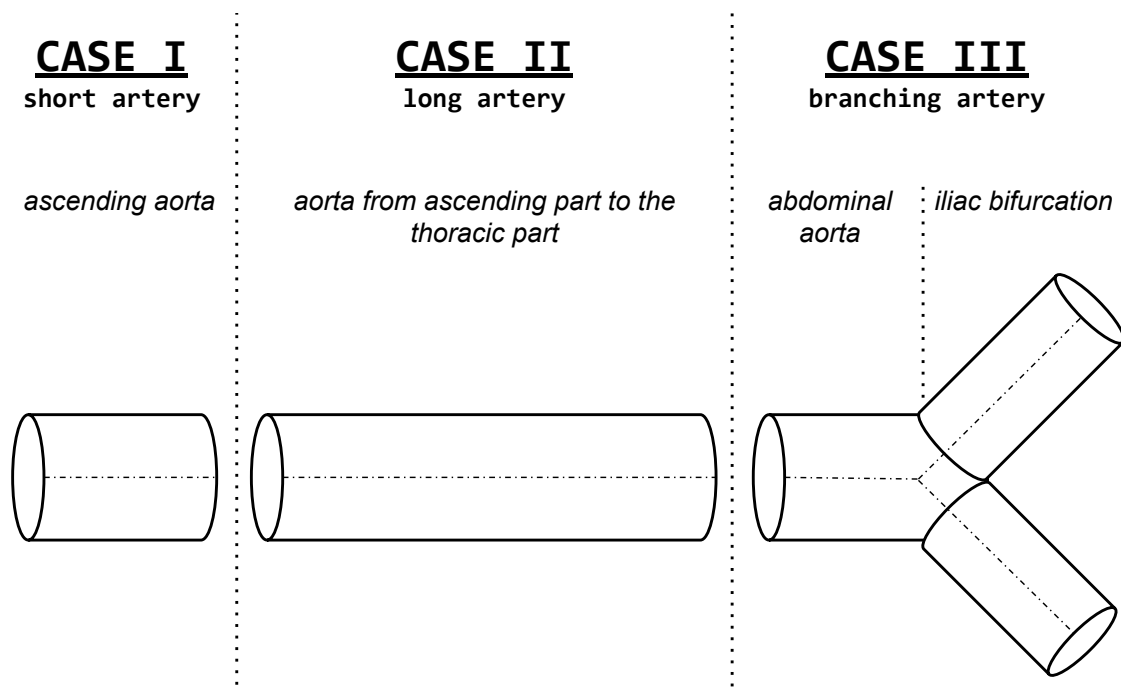 CASE I
short artery
ascending aorta
CASE II
long artery
aorta from ascending part to the
thoracic part
CASE III
branching artery
abdominal
aorta
iliac bifurcation